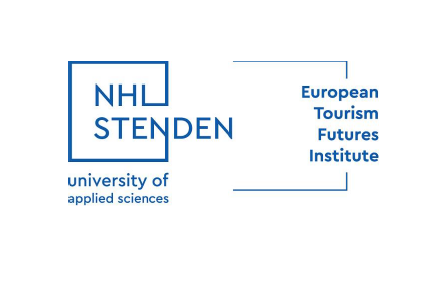 NHL
STENDEN
university of
applied sciences
European
Tourism
Futures
Institute